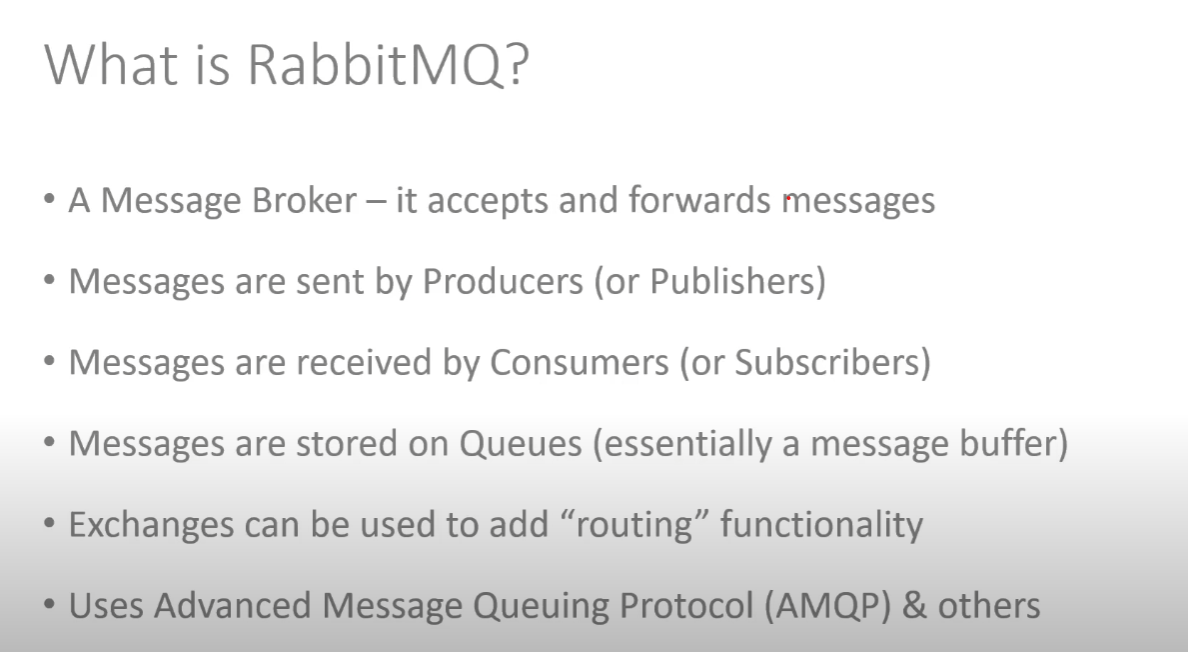 What is RabbitMQ?
• A Message Broker – it accepts and forwards messages
• Messages are sent by Producers (or Publishers)
• Messages are received by Consumers (or Subscribers)
• Messages are stored on Queues (essentially a message buffer)
• Exchanges can be used to add “routing” functionality
• Uses Advanced Message Queuing Protocol (AMQP) & others